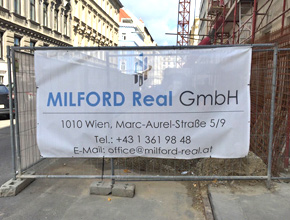 MILFORD Real GmbH
1010 Wien, Marc-Aurel-Straße 5/9
Tel.: +43 1 361 98 48
E-Mail: office@milford-real.at